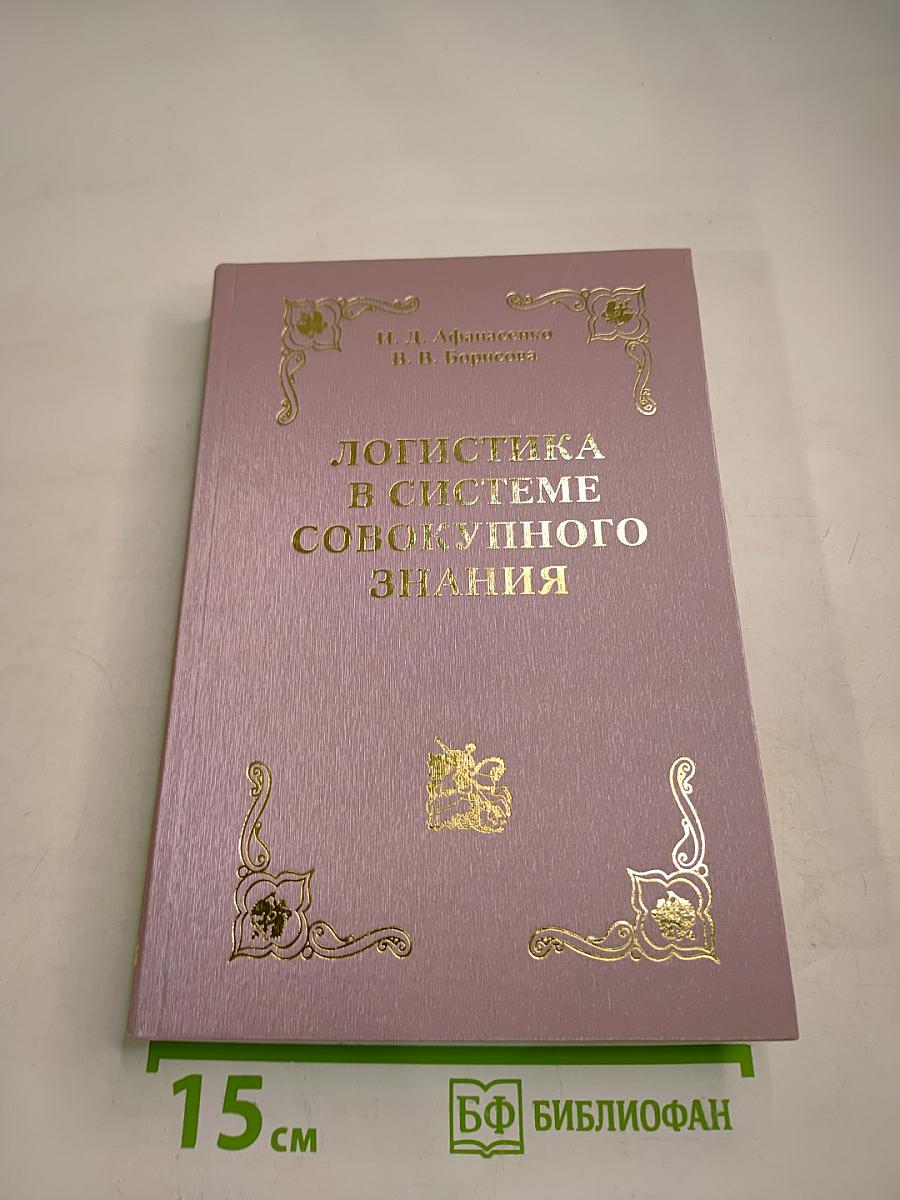 И. Д. Афанасенко
В. В. Борисова
ЛОГИСТИКА
В СИСТЕМЕ
СОВОКУПНОГО
ЗНАНИЯ
15 см
БФ БИБЛИОФАН